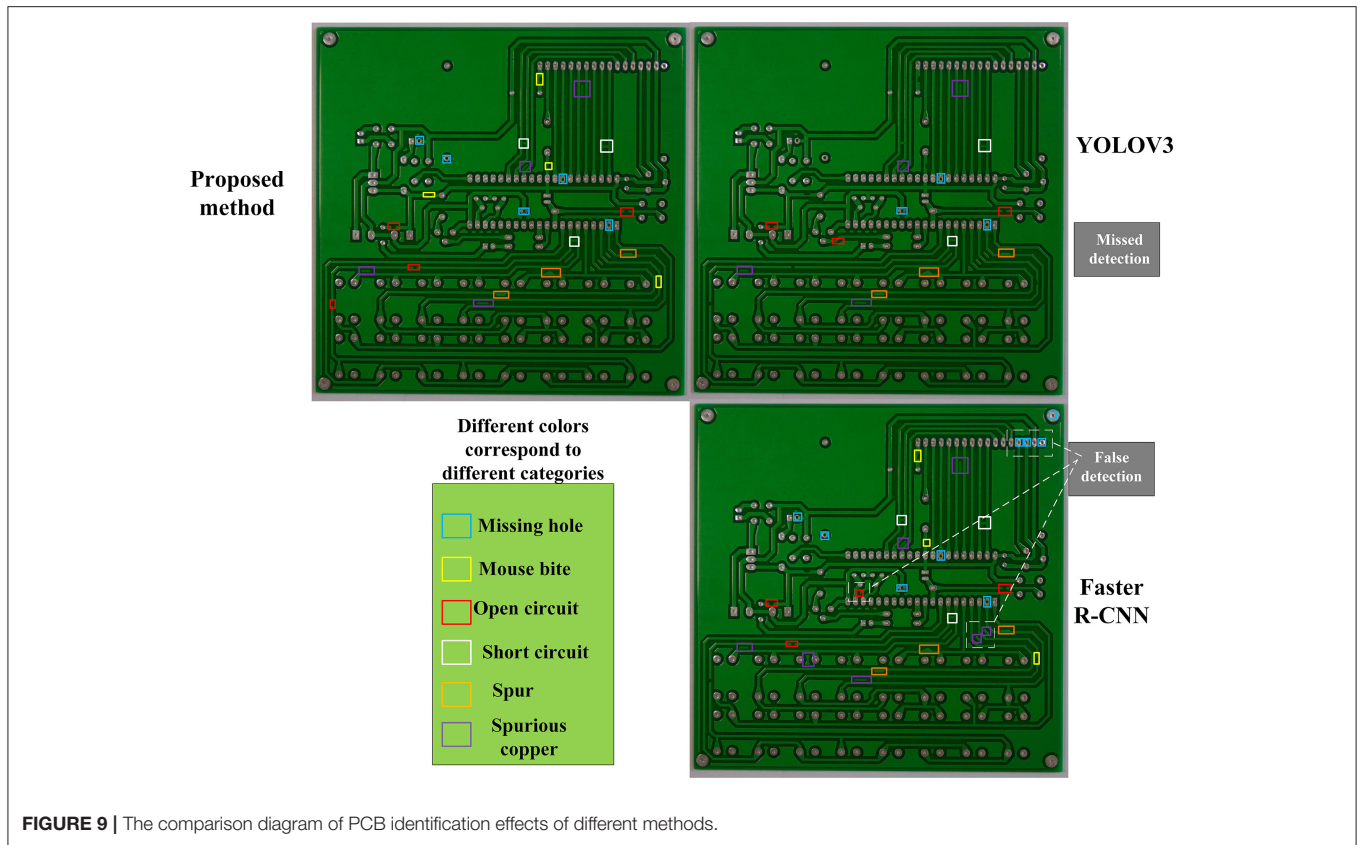 Proposed
method
YOLOV3
Missed
detection
Different colors
correspond to
different categories
Missing hole
Mouse bite
Open circuit
Short circuit
Spur
Spurious
copper
False
detection
Faster
R-CNN
FIGURE 9 | The comparison diagram of PCB identification effects of different methods.